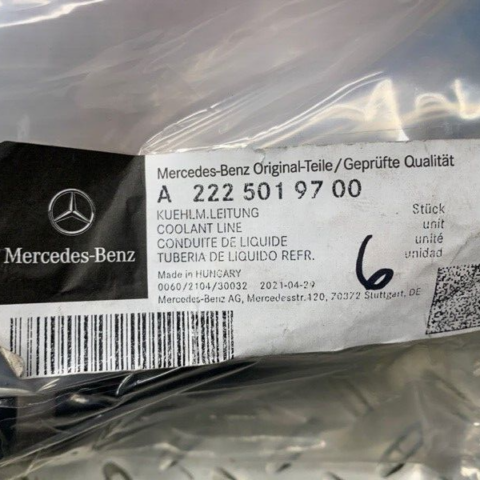 Mercedes-Benz
Mercedes-Benz Original-Teile/Geprüfte Qualität
A 222 501 97 00
KUEHLM.LEITUNG
COOLANT LINE
CONDUITE DE LIQUIDE
TUBERIA DE LIQUIDO REFR.
Stück
unit
unité
unidad
6
Made in HUNGARY
0060/2104/30032 2021-04-29
Mercedes-Benz AG, Mercedesstr.120, 70372 Stuttgart, DE